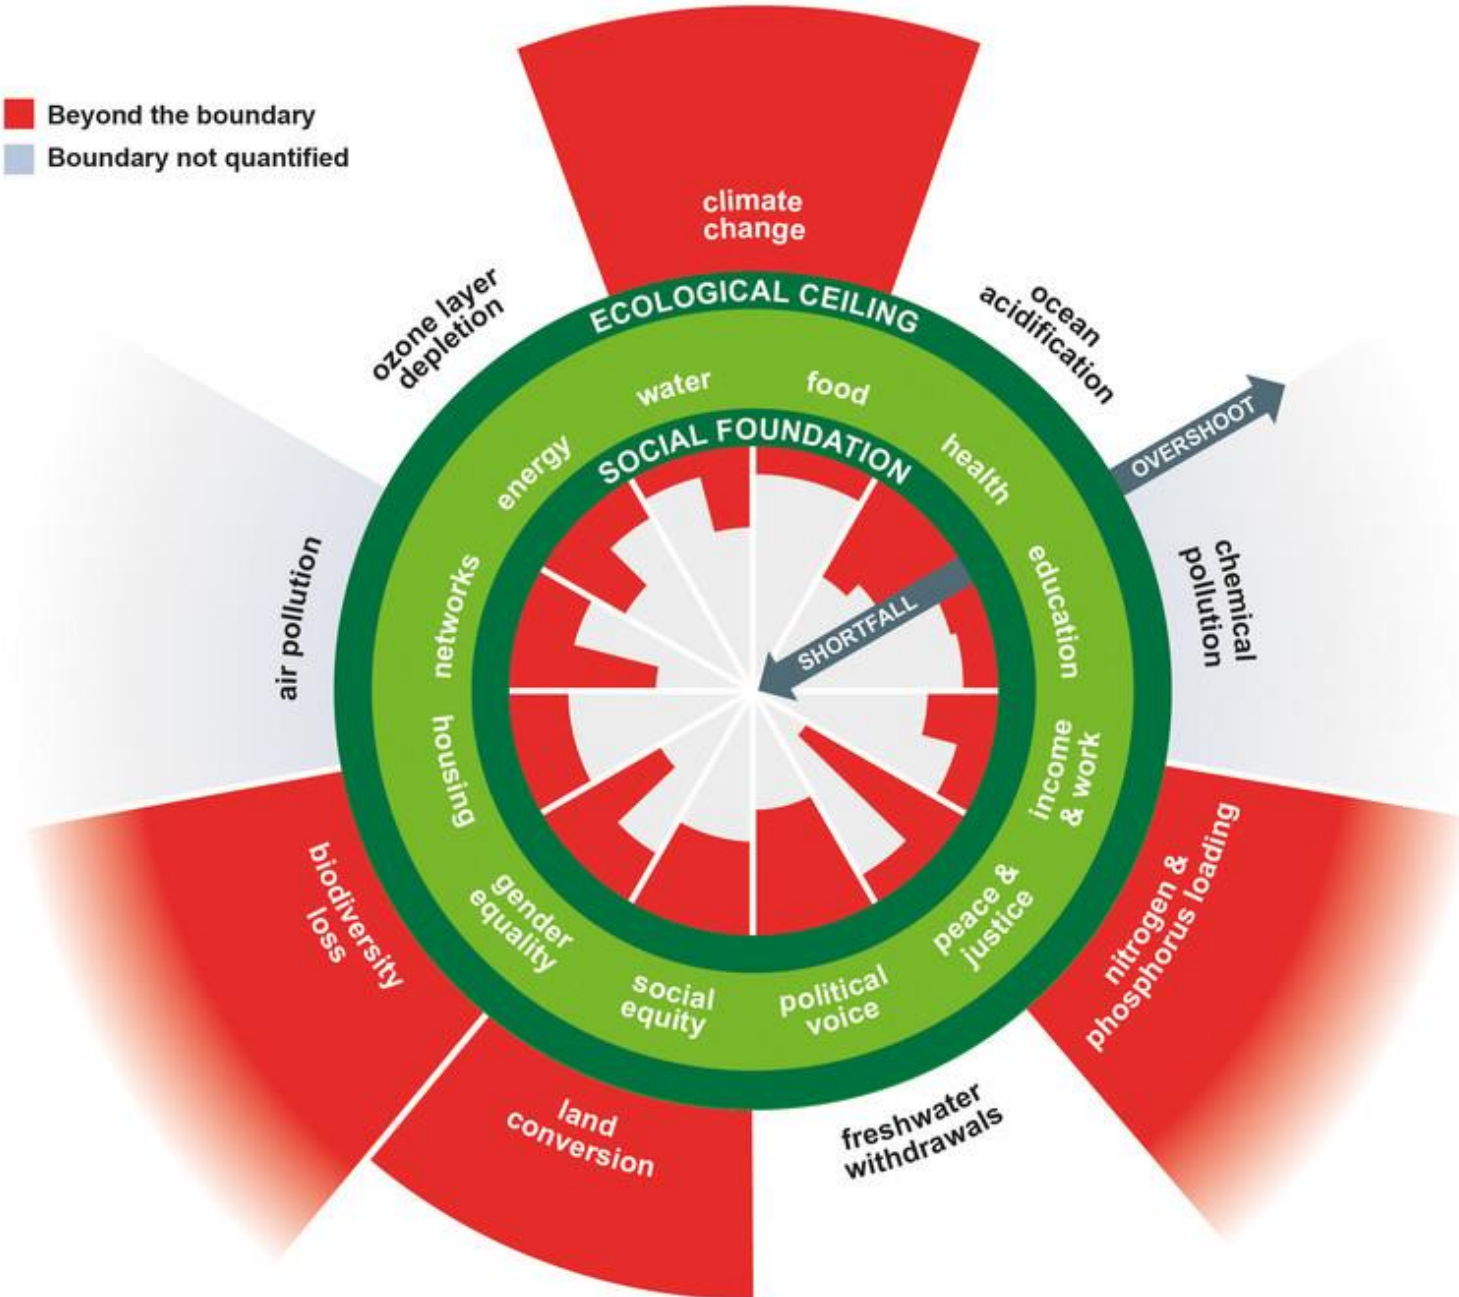 Beyond the boundary
Boundary not quantified
climate
change
ozone layer
depletion
ocean
acidification
ECOLOGICAL CEILING
water
food
SOCIAL FOUNDATION
energy
health
OVERSHOOT
networks
education
SHORTFALL
air pollution
chemical
pollution
housing
income
& work
biodiversity
loss
gender
equality
peace &
justice
nitrogen &
phosphorus loading
social
equity
political
voice
land
conversion
freshwater
withdrawals